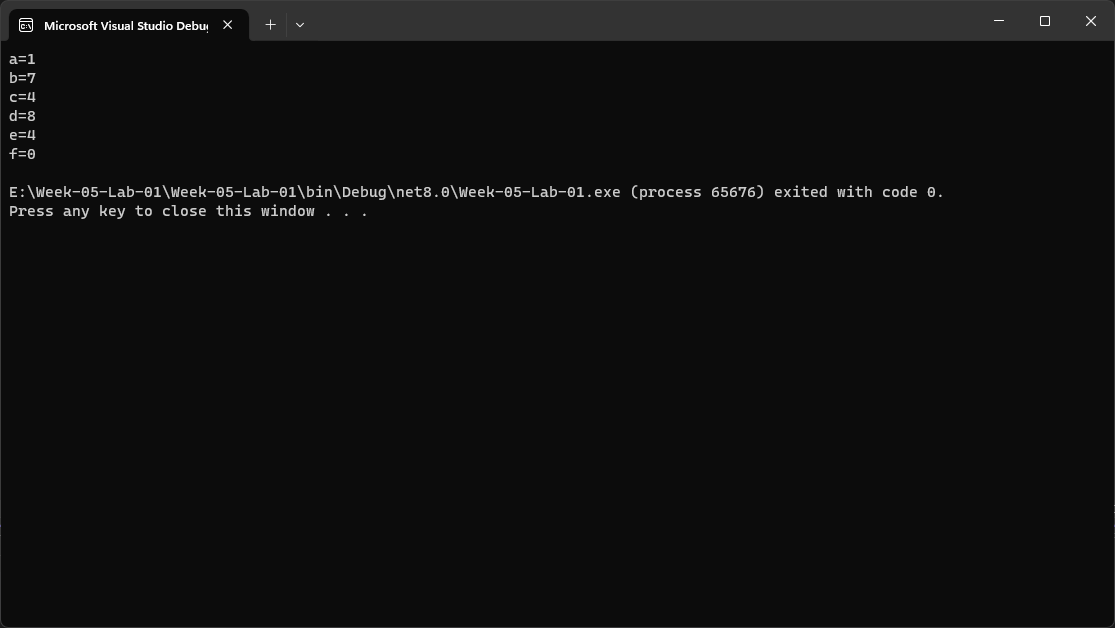 Microsoft Visual Studio Debug
a=1
b=7
c=4
d=8
e=4
f=0
E:\Week-05-Lab-01\Week-05-Lab-01\bin\Debug\net8.0\Week-05-Lab-01.exe (process 65676) exited with code 0.
Press any key to close this window . . .